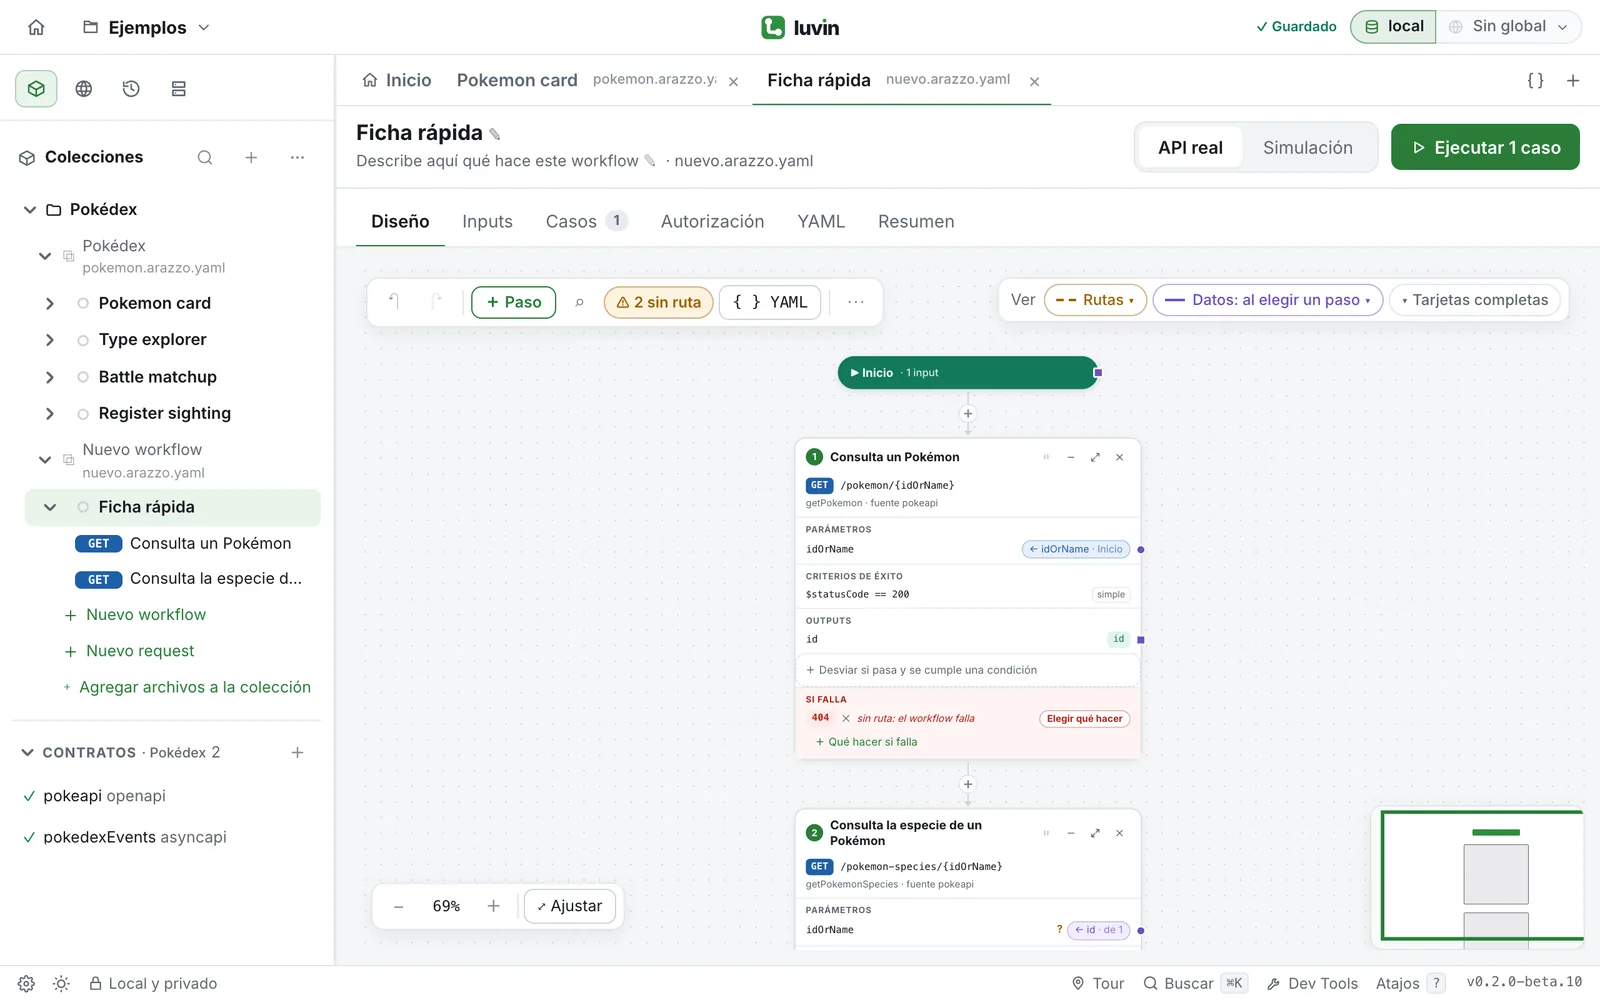 Ejemplos
luvin
Guardado
local
Sin global
Inicio
Pokemon card pokemon.arazzo.y
Ficha rápida nuevo.arazzo.yaml
{ }
Colecciones
Pokédex
Pokédex
pokemon.arazzo.yaml
Pokemon card
Type explorer
Battle matchup
Register sighting
Nuevo workflow
nuevo.arazzo.yaml
Ficha rápida
GET Consulta un Pokémon
GET Consulta la especie d...
+ Nuevo workflow
+ Nuevo request
+ Agregar archivos a la colección
CONTRATOS · Pokédex 2
pokeapi openapi
pokedexEvents asyncapi
Ficha rápida
Describe aquí qué hace este workflow · nuevo.arazzo.yaml
API real
Simulación
Ejecutar 1 caso
Diseño
Inputs
Casos 1
Autorización
YAML
Resumen
+ Paso
2 sin ruta
{ } YAML
...
Ver
Rutas
Datos: al elegir un paso
Tarjetas completas
Inicio · 1 input
1 Consulta un Pokémon
GET /pokemon/{idOrName}
getPokemon · fuente pokeapi
PARÁMETROS
idOrName ← idOrName · Inicio
CRITERIOS DE ÉXITO
$statusCode == 200 simple
OUTPUTS
id id
+ Desviar si pasa y se cumple una condición
SI FALLA
404 × sin ruta: el workflow falla Elegir qué hacer
+ Qué hacer si falla
2 Consulta la especie de un
Pokémon
GET /pokemon-species/{idOrName}
getPokemonSpecies · fuente pokeapi
PARÁMETROS
idOrName ? ← id · de 1
− 69% +
Ajustar
Local y privado
Tour
Buscar ⌘K
Dev Tools
Atajos ?
v0.2.0-beta.10